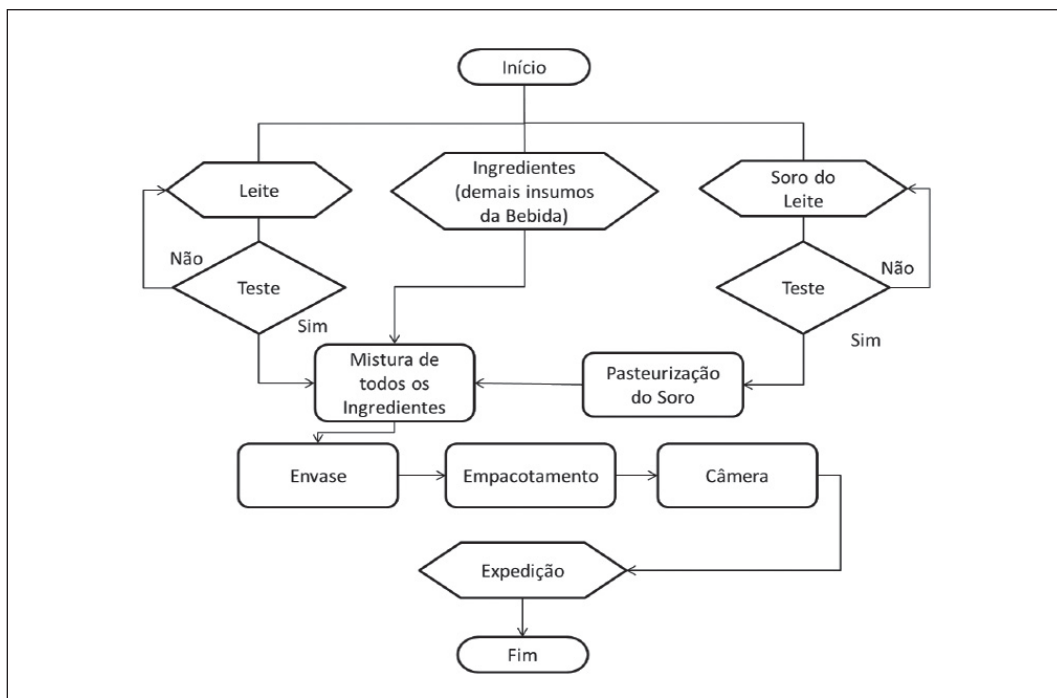 Início
Leite
Ingredientes
(demais insumos
da Bebida)
Soro do
Leite
Não
Teste
Sim
Teste
Não
Sim
Mistura de
todos os
Ingredientes
Pasteurização
do Soro
Envase
Empacotamento
Câmera
Expedição
Fim